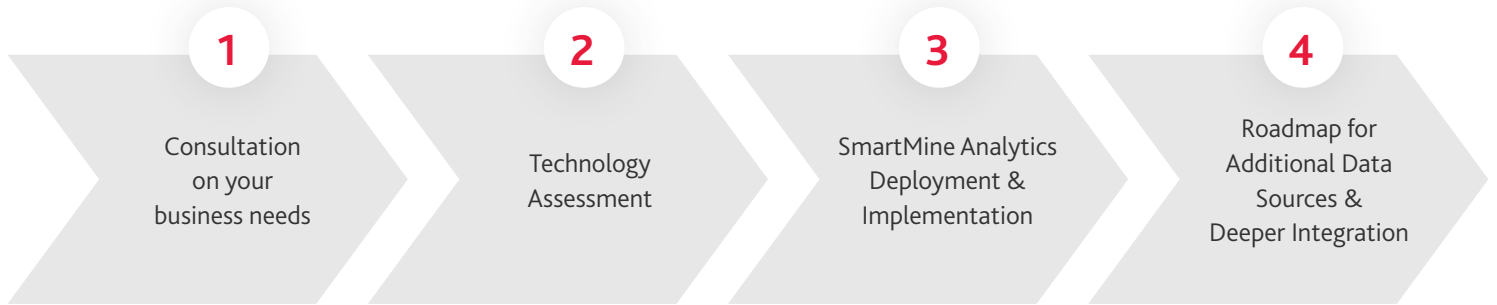 1
Consultation
on your
business needs
2
Technology
Assessment
3
SmartMine Analytics
Deployment &
Implementation
4
Roadmap for
Additional Data
Sources &
Deeper Integration